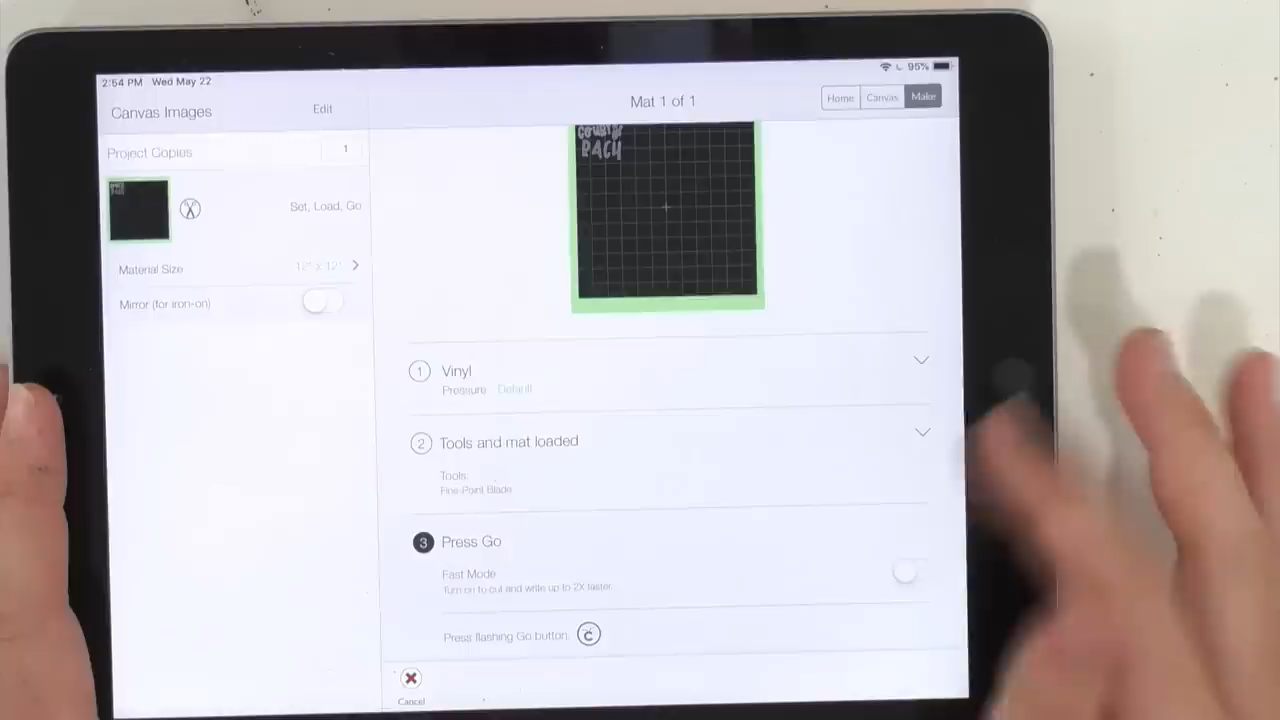 2:54 PM Wed May 22
95%
Canvas Images
Edit
Mat 1 of 1
Home
Canvas
Make
Project Copies
1
Set, Load, Go
Material Size
12" x 12"
Mirror (for iron-on)
1 Vinyl
Pressure Default
2 Tools and mat loaded
Tools:
Fine-Point Blade
3 Press Go
Fast Mode
Turn on to cut and write up to 2X faster.
Press flashing Go button. C
Cancel